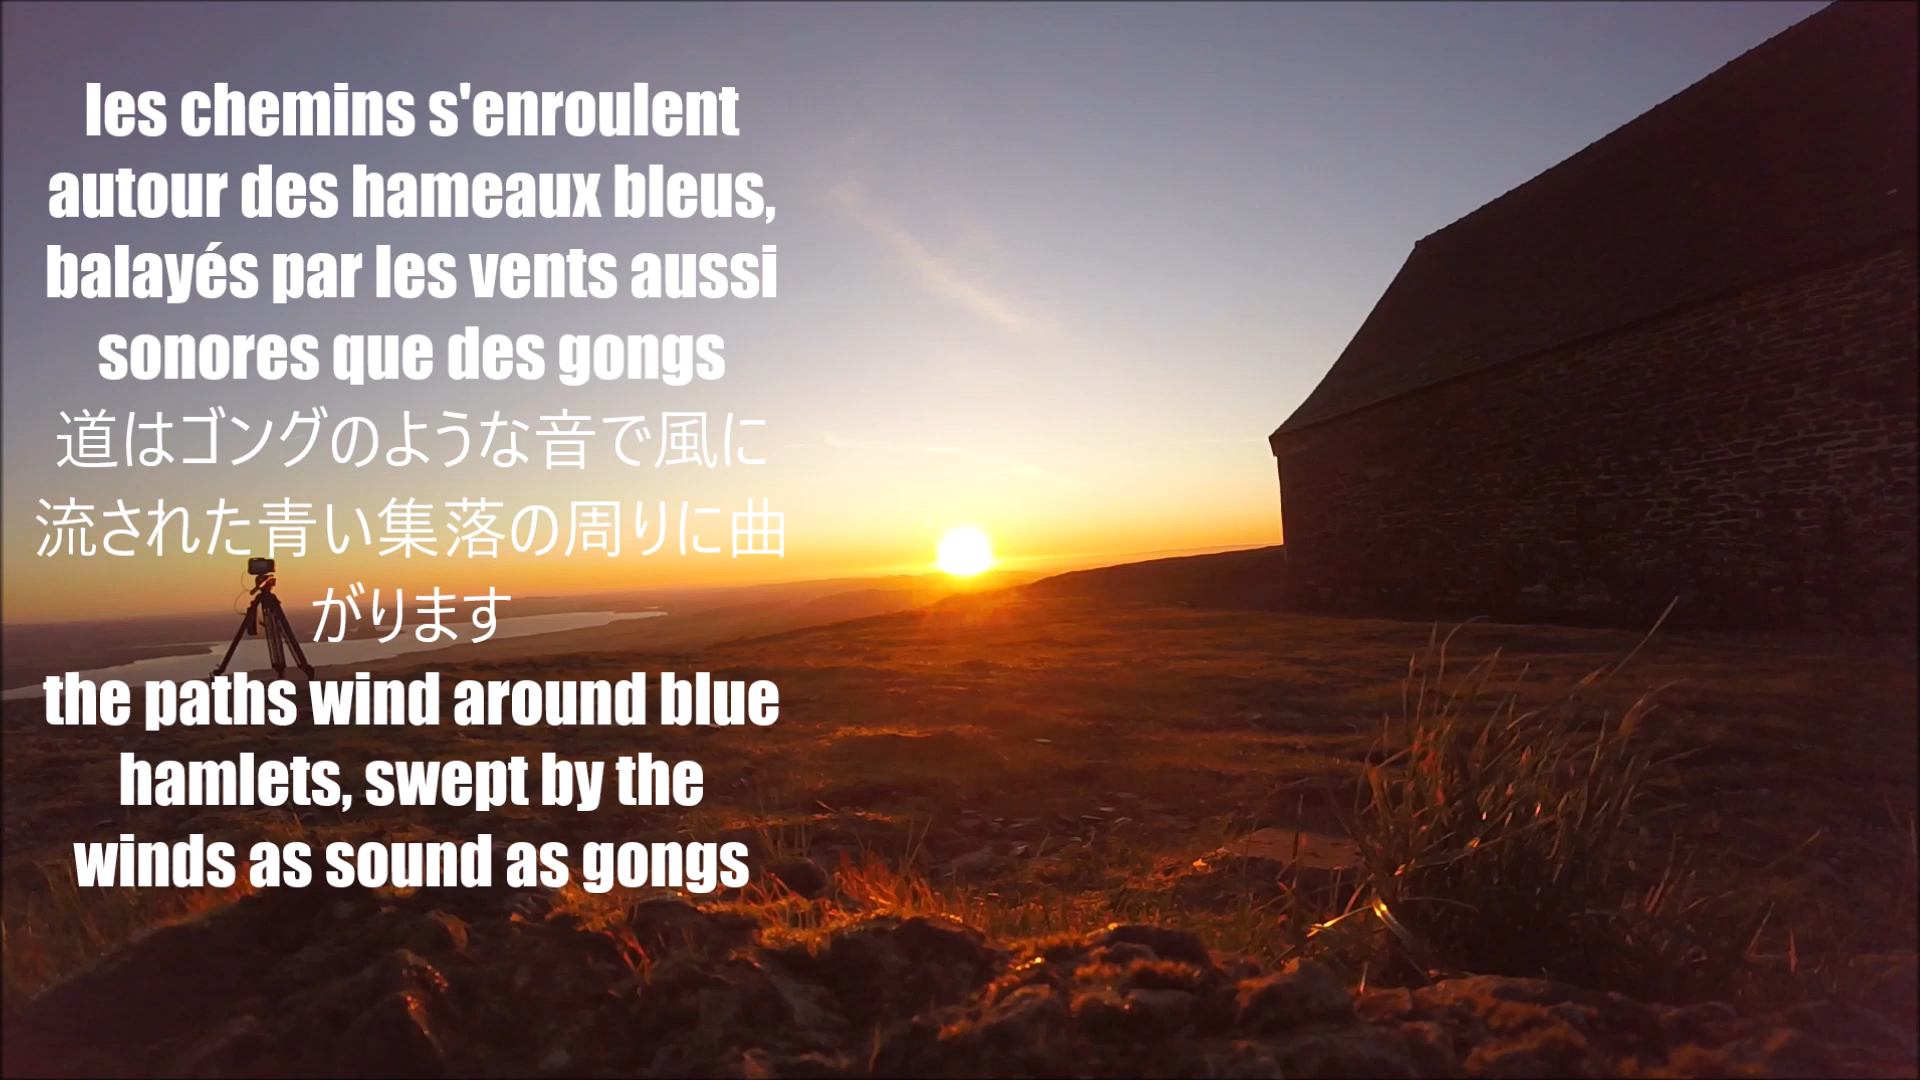 les chemins s'enroulent
autour des hameaux bleus,
balayés par les vents aussi
sonores que des gongs
道はゴングのような音で風に
流された青い集落の周りに曲
がります
the paths wind around blue
hamlets, swept by the
winds as sound as gongs